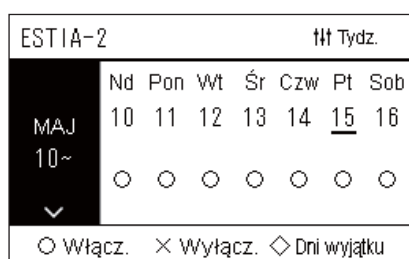 ESTIA-2 Tydz.
Nd Pon Wt Śr Czw Pt Sob
MAJ 10 11 12 13 14 15 16
10~
Włącz. Wyłącz. Dni wyjątku